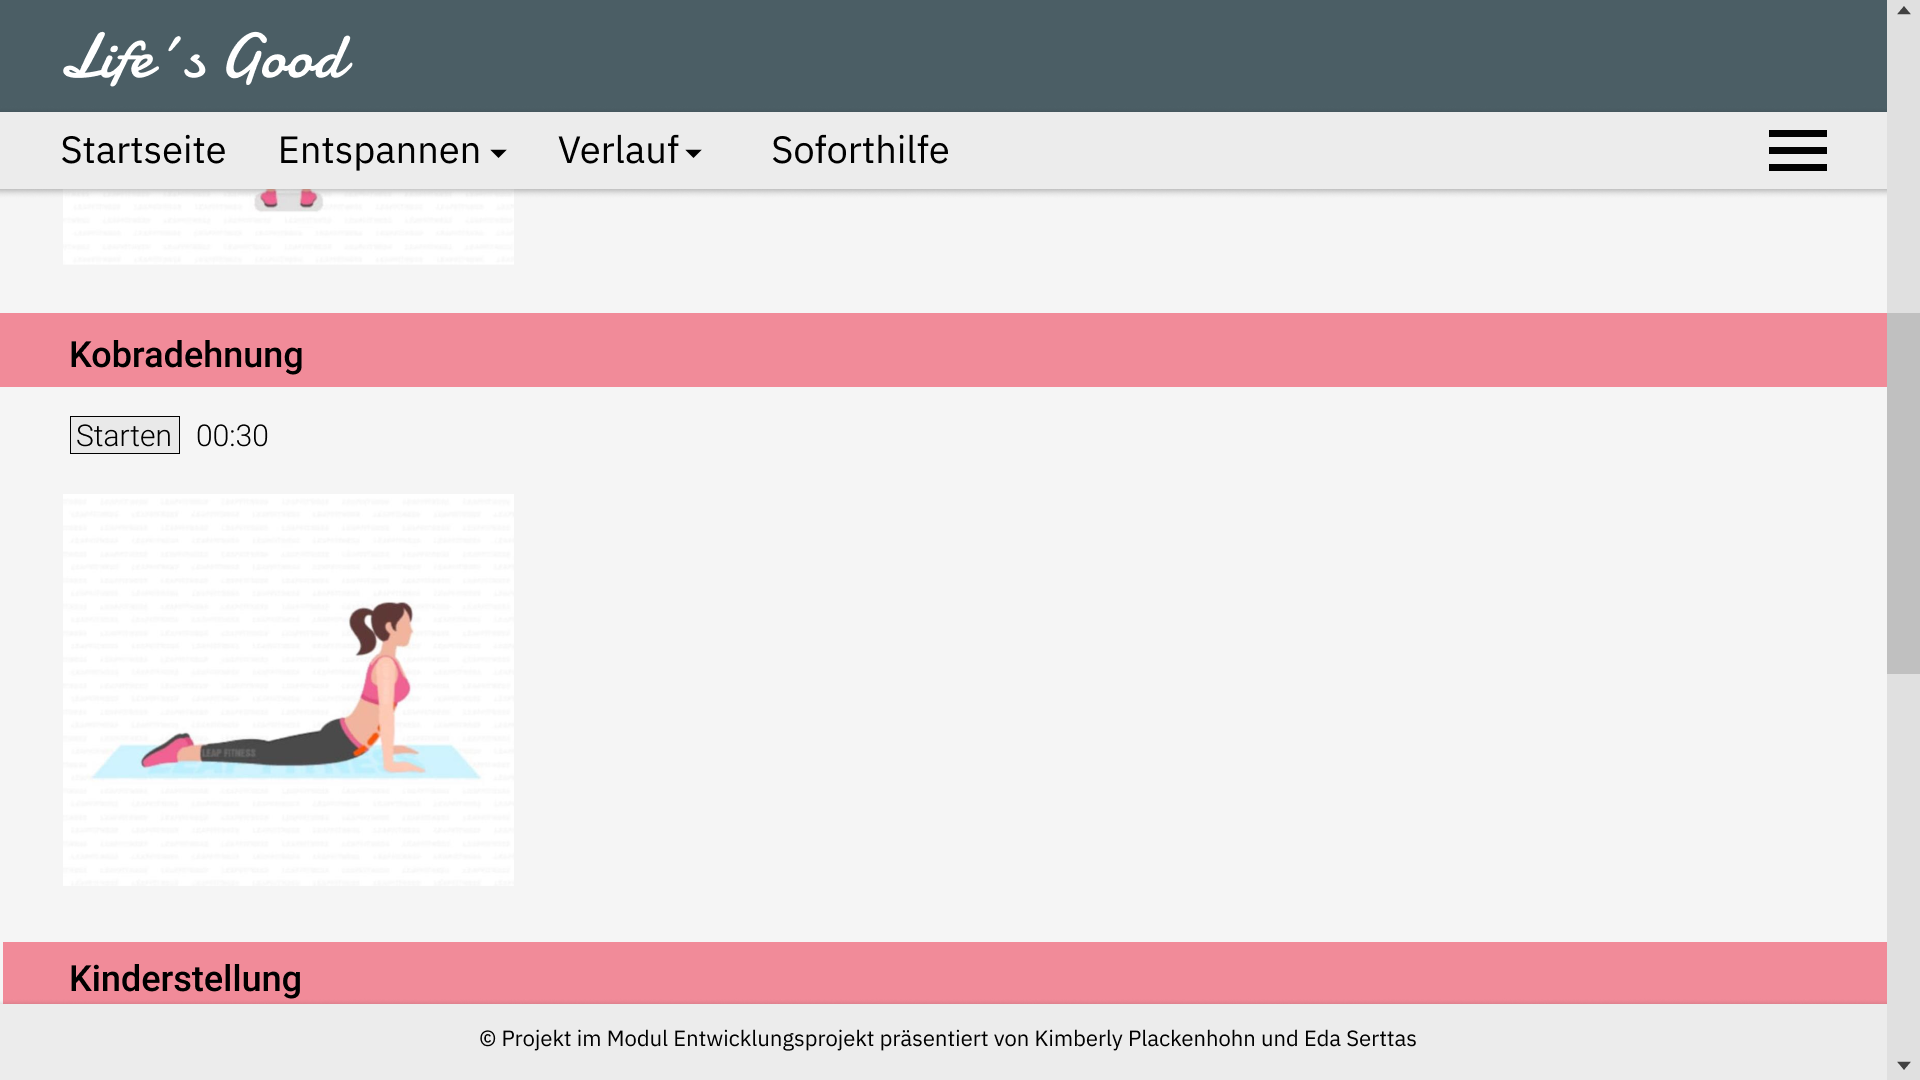 Life´s Good
Startseite Entspannen Verlauf Soforthilfe
Kobradehnung
Starten 00:30
LEAP FITNESS
Kinderstellung
© Projekt im Modul Entwicklungsprojekt präsentiert von Kimberly Plackenhohn und Eda Serttas